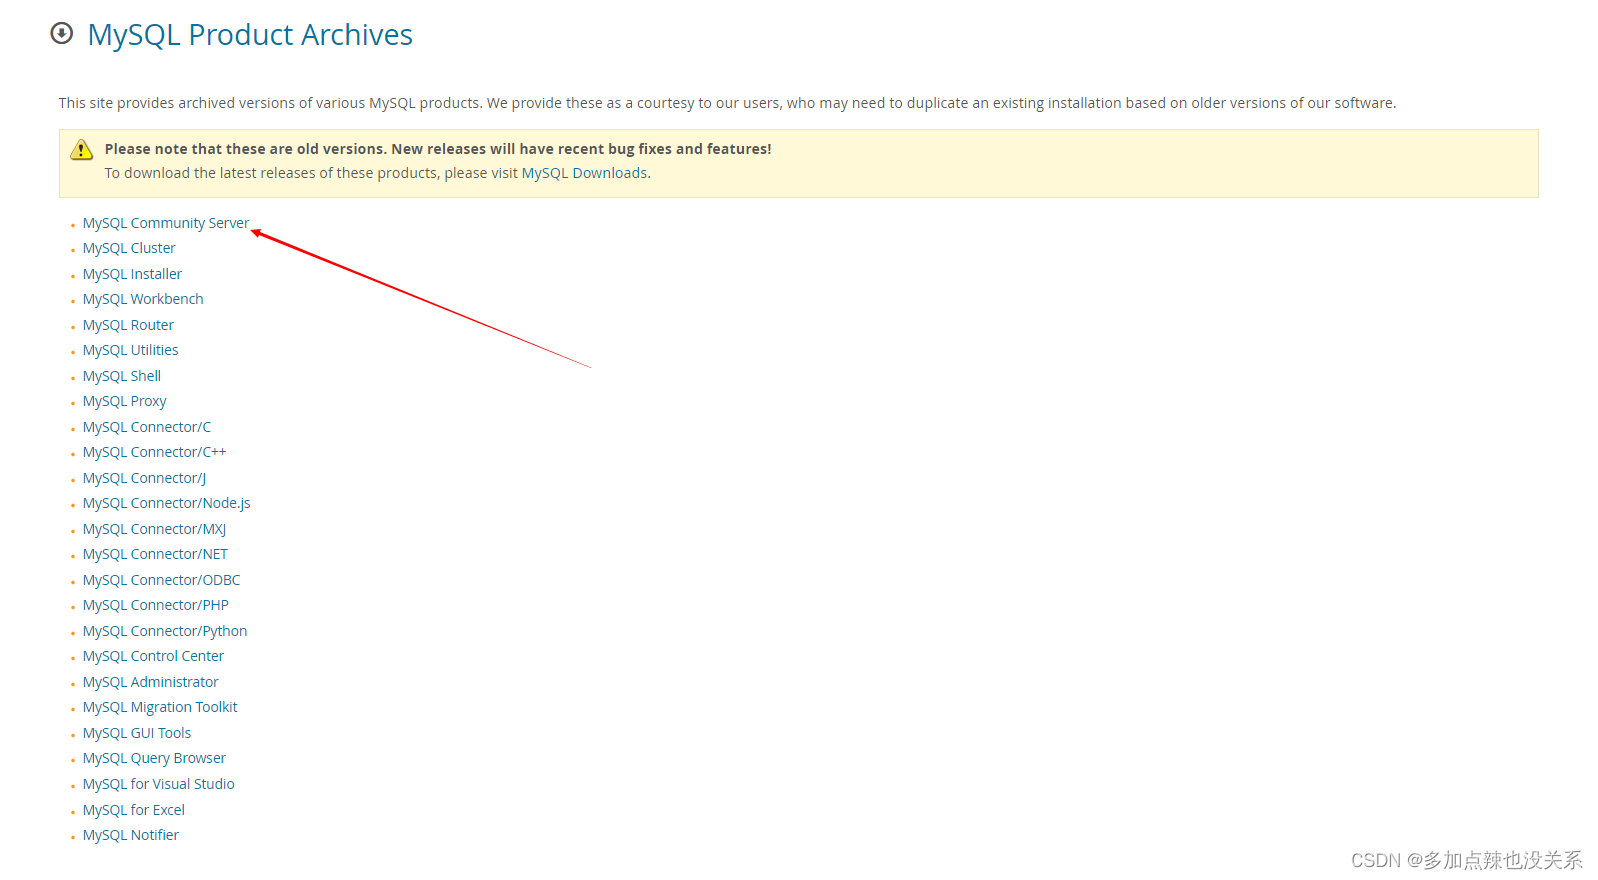 MySQL Product Archives
This site provides archived versions of various MySQL products. We provide these as a courtesy to our users, who may need to duplicate an existing installation based on older versions of our software.
Please note that these are old versions. New releases will have recent bug fixes and features!
To download the latest releases of these products, please visit MySQL Downloads.
MySQL Community Server
MySQL Cluster
MySQL Installer
MySQL Workbench
MySQL Router
MySQL Utilities
MySQL Shell
MySQL Proxy
MySQL Connector/C
MySQL Connector/C++
MySQL Connector/J
MySQL Connector/Node.js
MySQL Connector/MXJ
MySQL Connector/NET
MySQL Connector/ODBC
MySQL Connector/PHP
MySQL Connector/Python
MySQL Control Center
MySQL Administrator
MySQL Migration Toolkit
MySQL GUI Tools
MySQL Query Browser
MySQL for Visual Studio
MySQL for Excel
MySQL Notifier
CSDN @多加点辣也没关系